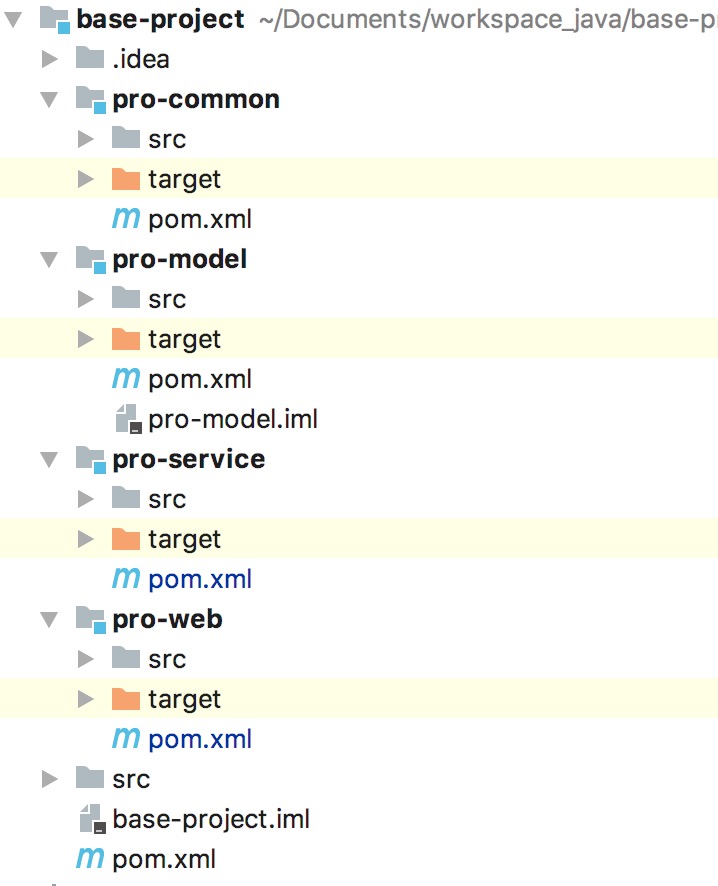 base-project ~/Documents/workspace_java/base-p
.idea
pro-common
src
target
pom.xml
pro-model
src
target
pom.xml
pro-model.iml
pro-service
src
target
pom.xml
pro-web
src
target
pom.xml
src
base-project.iml
pom.xml